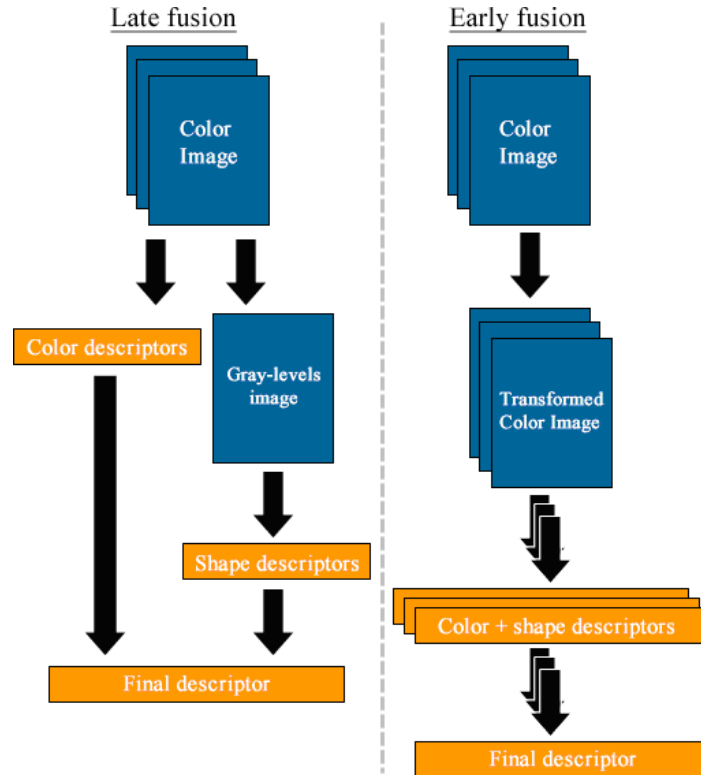 Late fusion
Color
Image
Color descriptors
Gray-levels
image
Shape descriptors
Final descriptor
Early fusion
Color
Image
Transformed
Color Image
Color + shape descriptors
Final descriptor